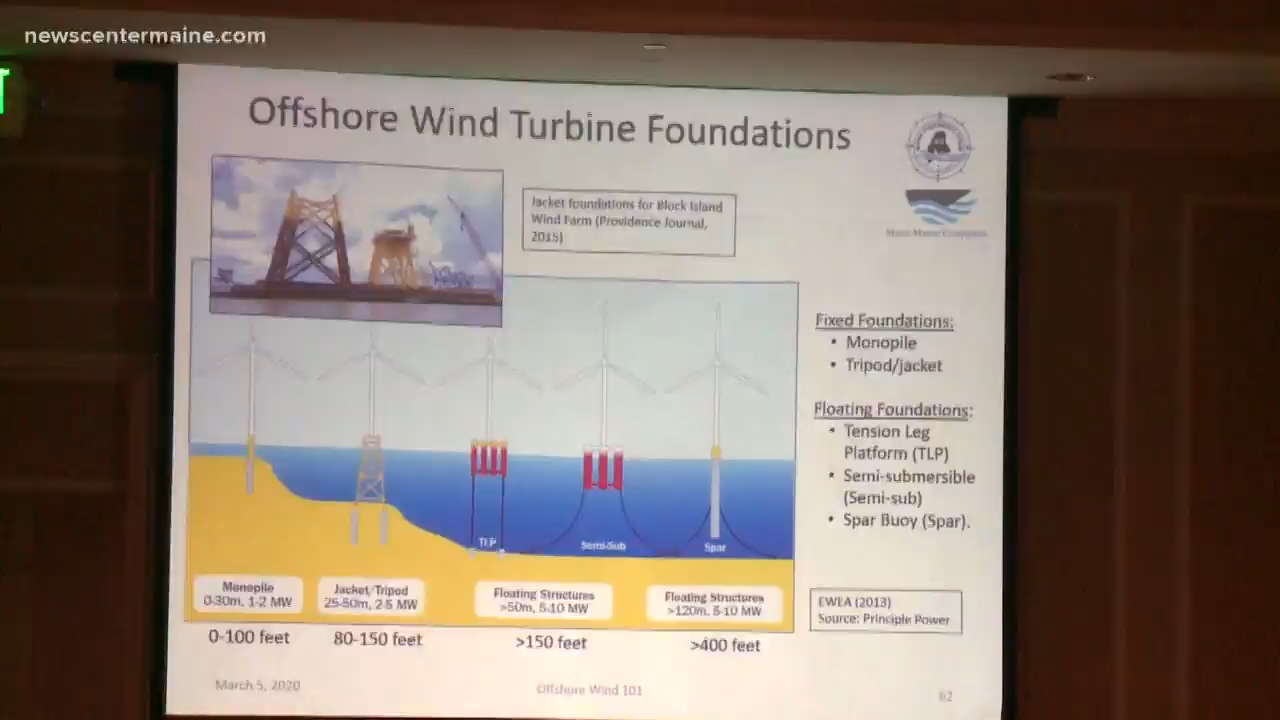 newscentermaine.com
Offshore Wind Turbine Foundations
Jacket foundations for Block Island
Wind Farm (Providence Journal,
2015)
Fixed Foundations:
• Monopile
• Tripod/jacket
Floating Foundations:
• Tension Leg
Platform (TLP)
• Semi-submersible
(Semi-sub)
• Spar Buoy (Spar).
TLP
Semi-Sub
Spar
Monopile
0-30m, 1-2 MW
Jacket/Tripod
25-50m, 2-5 MW
Floating Structures
>50m, 5-10 MW
Floating Structures
>120m, 5-10 MW
0-100 feet
80-150 feet
>150 feet
>400 feet
EWEA (2013)
Source: Principle Power
March 5, 2020
Offshore Wind 101
62